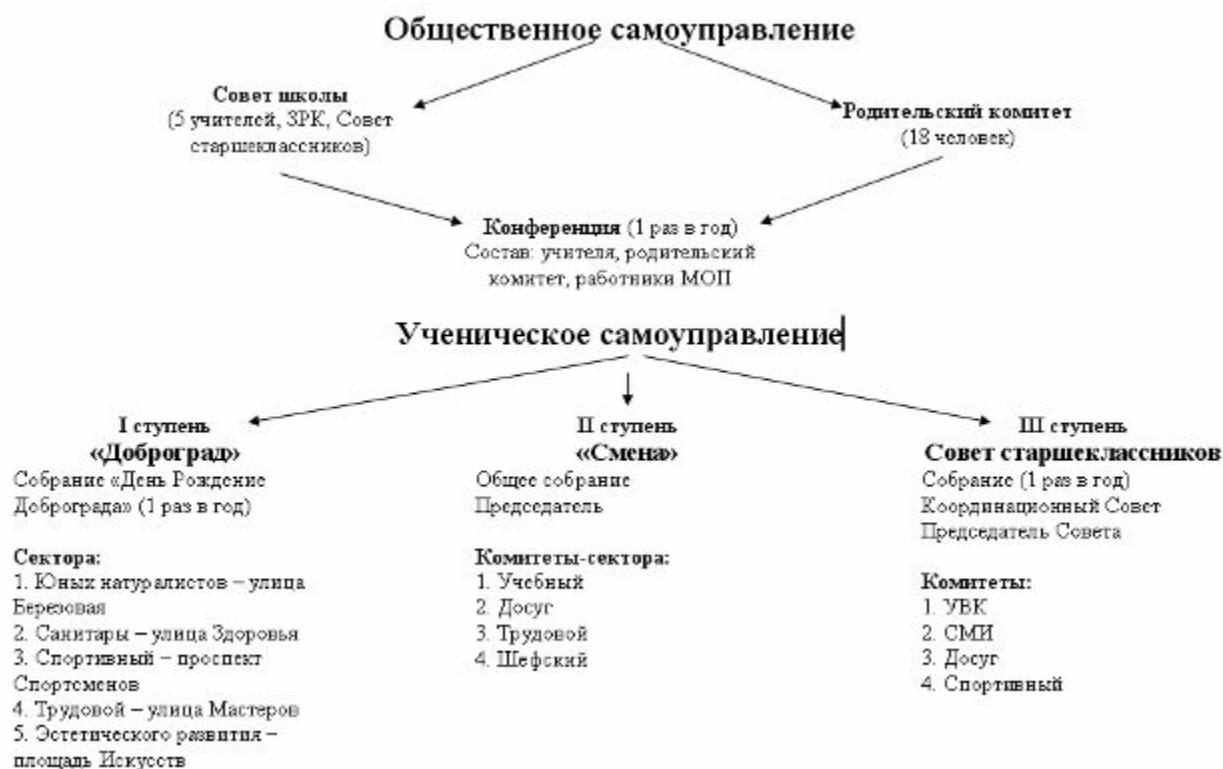 Общественное самоуправление
Совет школы
(5 учителей, ЗРК, Совет
старшеклассников)
Родительский комитет
(18 человек)
Конференция (1 раз в год)
Состав: учителя, родительский
комитет, работники МОП
Ученическое самоуправление
I ступень
«Доброград»
Собрание «День Рождение
Доброграда» (1 раз в год)
Сектора:
1. Юных натуралистов – улица
Березовая
2. Санитары – улица Здоровья
3. Спортивный – проспект
Спортсменов
4. Трудовой – улица Мастеров
5. Эстетического развития –
площадь Искусств
II ступень
«Смена»
Общее собрание
Председатель
Комитеты-сектора:
1. Учебный
2. Досуг
3. Трудовой
4. Шефский
III ступень
Совет старшеклассников
Собрание (1 раз в год)
Координационный Совет
Председатель Совета
Комитеты:
1. УВК
2. СМИ
3. Досуг
4. Спортивный